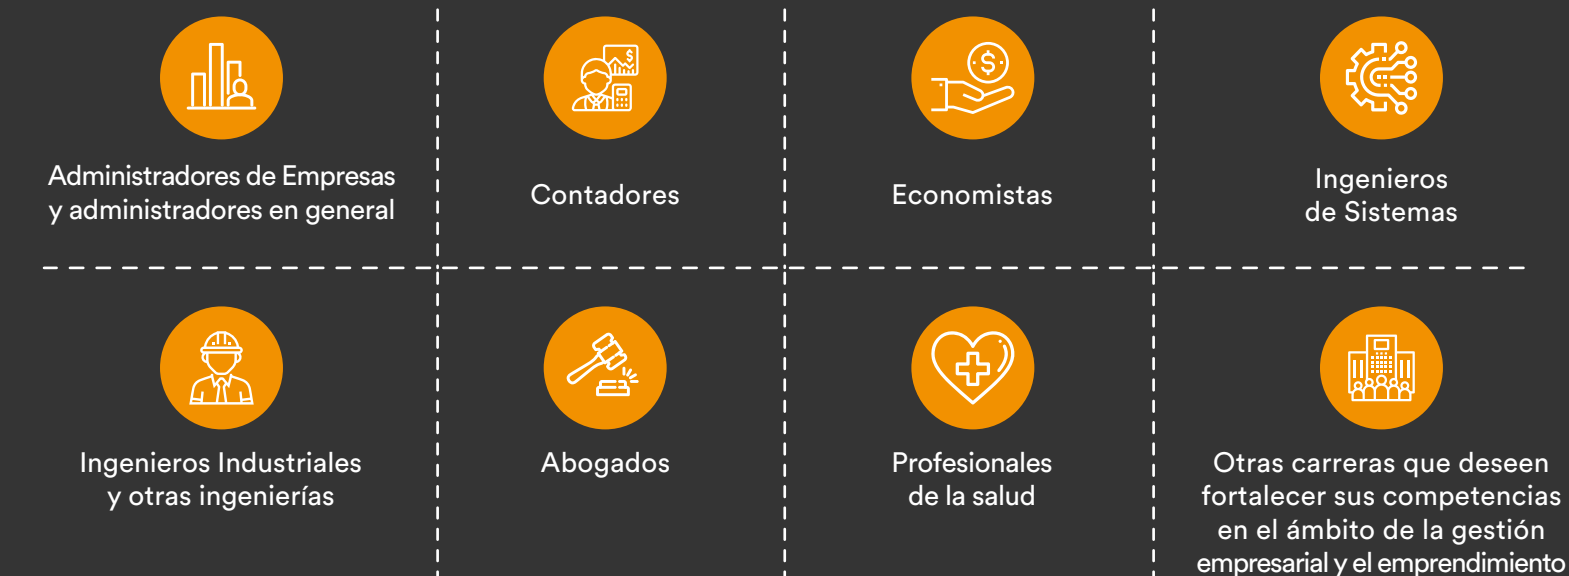 Administradores de Empresas
y administradores en general
Contadores
Economistas
Ingenieros
de Sistemas
Ingenieros Industriales
y otras ingenierías
Abogados
Profesionales
de la salud
Otras carreras que deseen
fortalecer sus competencias
en el ámbito de la gestión
empresarial y el emprendimiento